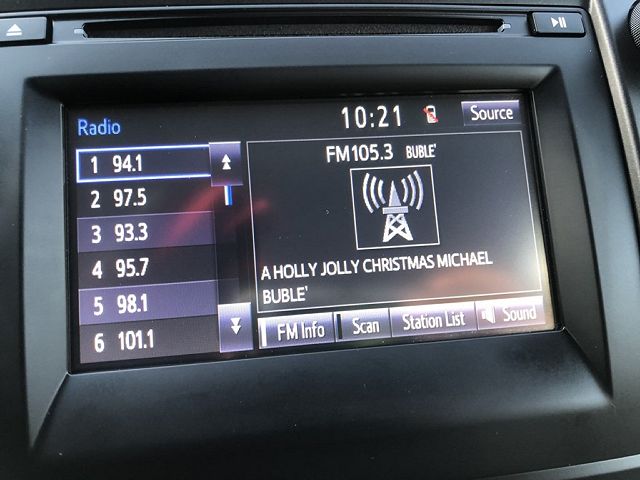 Radio
10:21
Source
1 94.1
2 97.5
3 93.3
4 95.7
5 98.1
6 101.1
FM105.3 BUBLE'
A HOLLY JOLLY CHRISTMAS MICHAEL
BUBLE'
FM Info
Scan
Station List
Sound